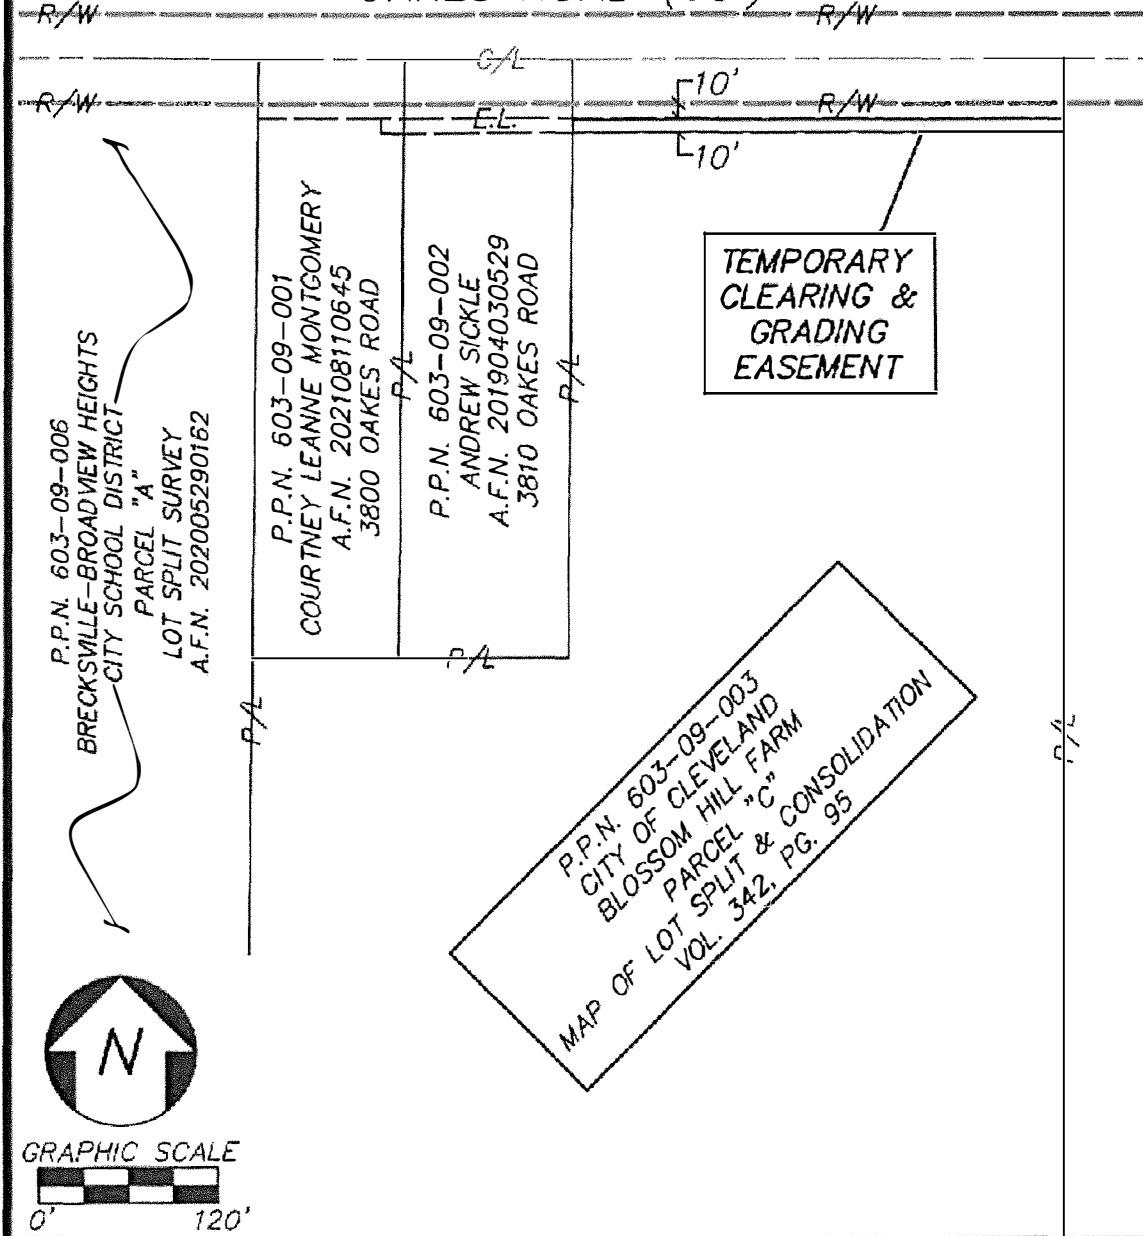 R/W
R/W
C/L
R/W
R/W
10'
E.L.
10'
TEMPORARY
CLEARING &
GRADING
EASEMENT
P.P.N. 603-09-006
BRECKSVILLE-BROADVIEW HEIGHTS
CITY SCHOOL DISTRICT
PARCEL "A"
LOT SPLIT SURVEY
A.F.N. 202005290162
P.P.N. 603-09-001
COURTNEY LEANNE MONTGOMERY
A.F.N. 202108110645
3800 OAKES ROAD
P/L
P.P.N. 603-09-002
ANDREW SICKLE
A.F.N. 201904030529
3810 OAKES ROAD
P/L
P/L
P/L
P/L
P.P.N. 603-09-003
CITY OF CLEVELAND
BLOSSOM HILL FARM
PARCEL "C"
MAP OF LOT SPLIT & CONSOLIDATION
VOL. 342, PG. 95
N
GRAPHIC SCALE
0' 120'